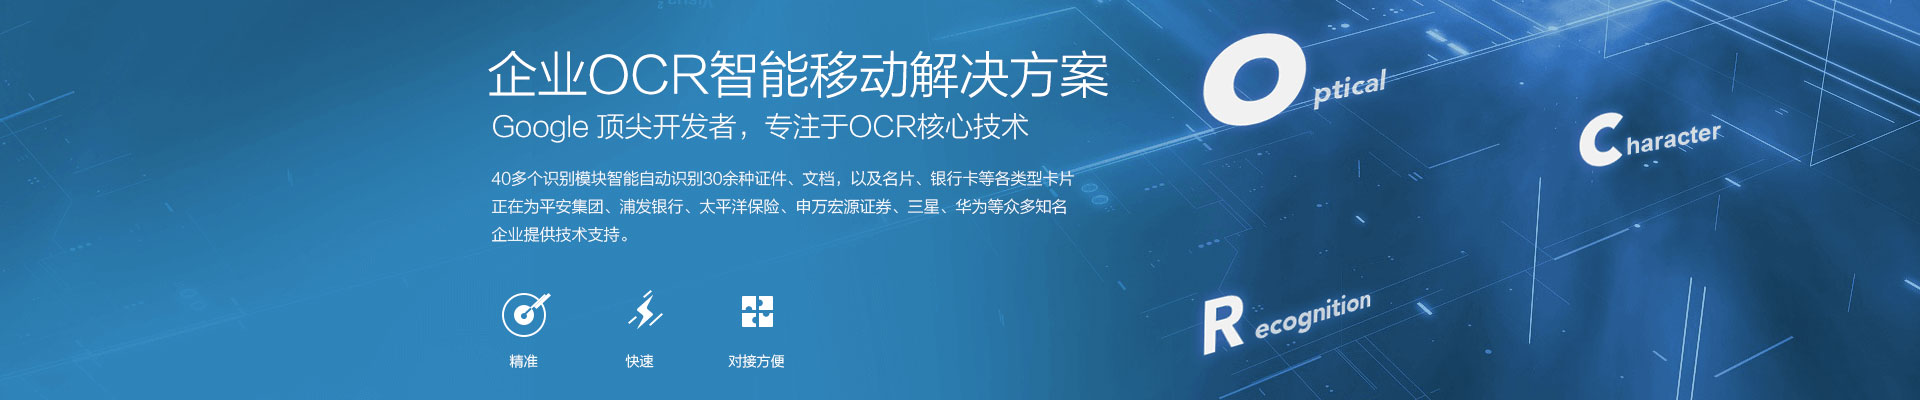 企业OCR智能移动解决方案
Google 顶尖开发者，专注于OCR核心技术
40多个识别模块智能自动识别30余种证件、文档，以及名片、银行卡等各类型卡片
正在为平安集团、浦发银行、太平洋保险、申万宏源证券、三星、华为等众多知名
企业提供技术支持。
精准
快速
对接方便
Optical
Character
Recognition